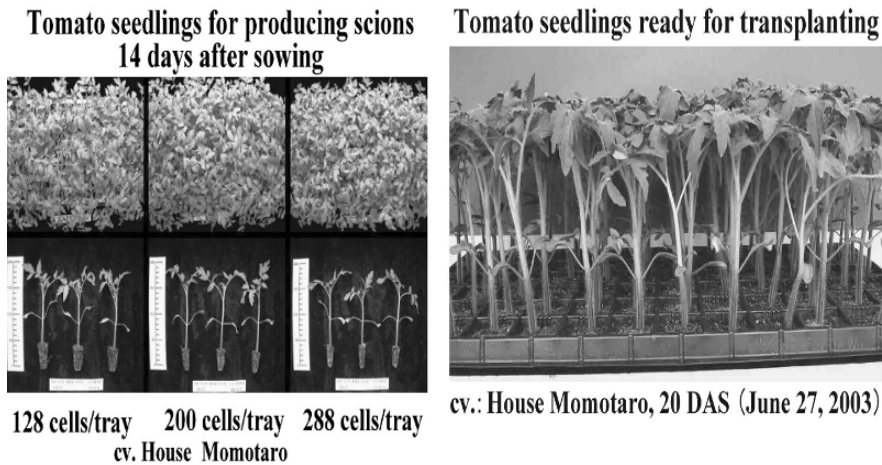 Tomato seedlings for producing scions
14 days after sowing
128 cells/tray 200 cells/tray 288 cells/tray
cv. House Momotaro
Tomato seedlings ready for transplanting
cv.: House Momotaro, 20 DAS (June 27, 2003)